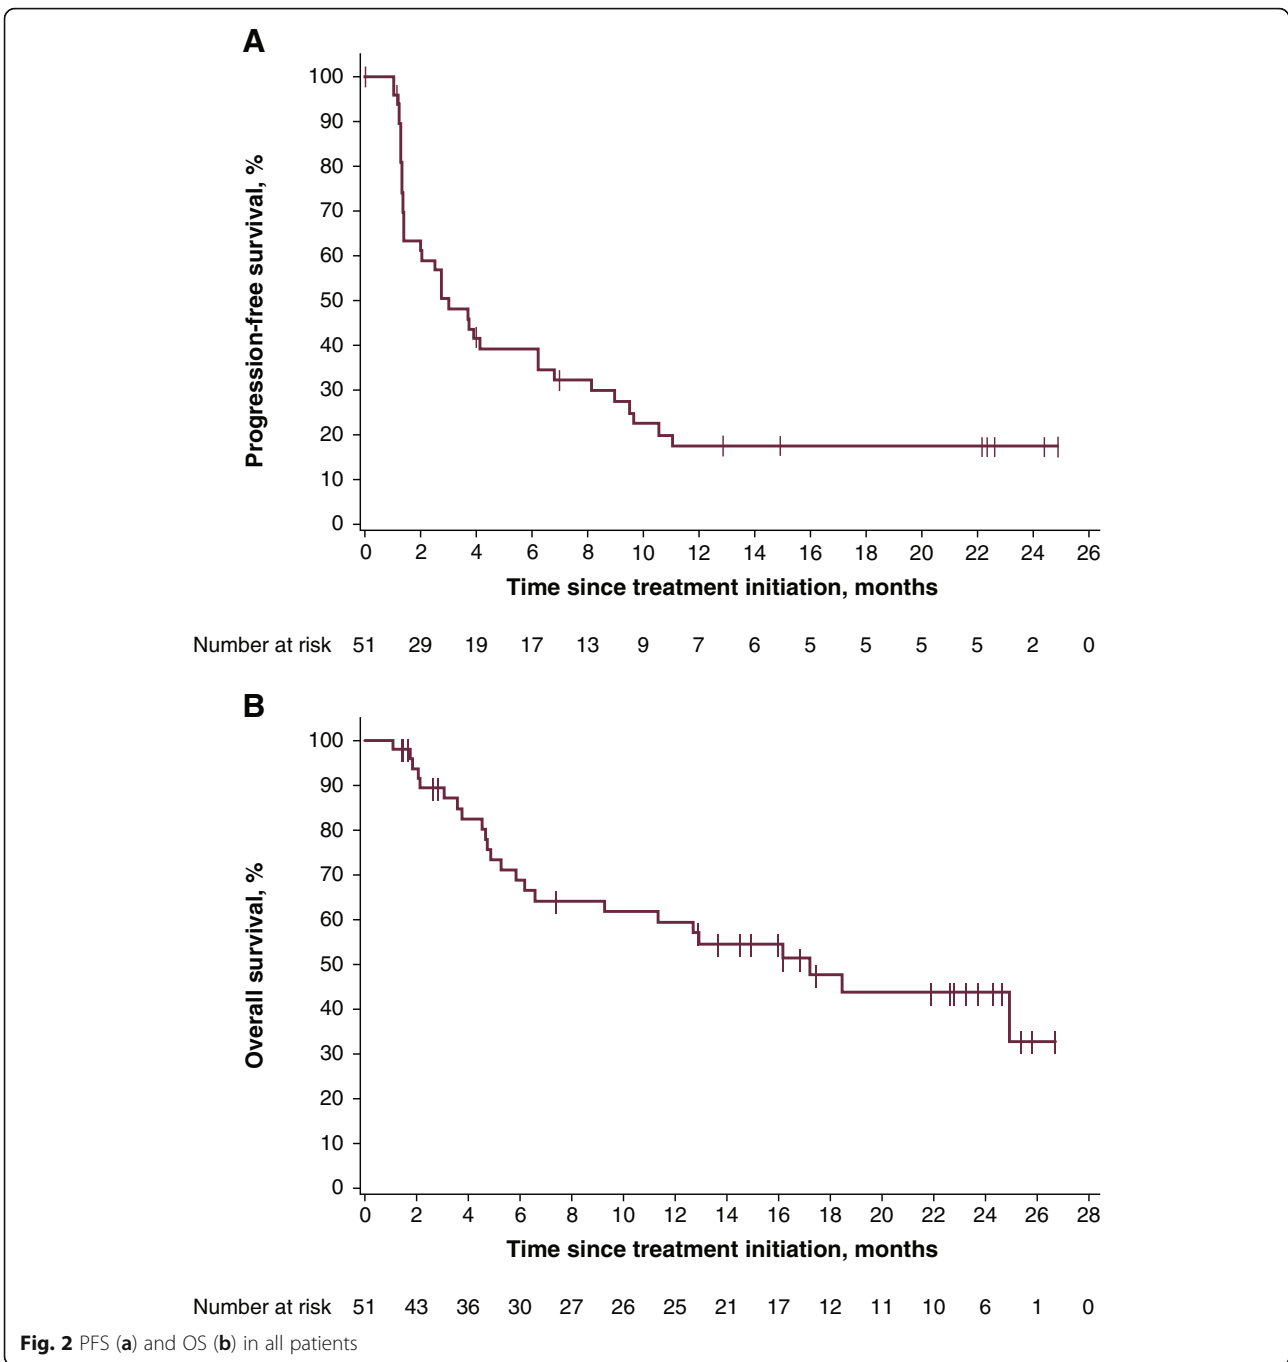 A
100
90
80
70
60
50
40
30
20
10
0
Progression-free survival, %
0 2 4 6 8 10 12 14 16 18 20 22 24 26
Time since treatment initiation, months
Number at risk 51 29 19 17 13 9 7 6 5 5 5 5 2 0
B
100
90
80
70
60
50
40
30
20
10
0
Overall survival, %
0 2 4 6 8 10 12 14 16 18 20 22 24 26 28
Time since treatment initiation, months
Number at risk 51 43 36 30 27 26 25 21 17 12 11 10 6 1 0
Fig. 2 PFS (a) and OS (b) in all patients